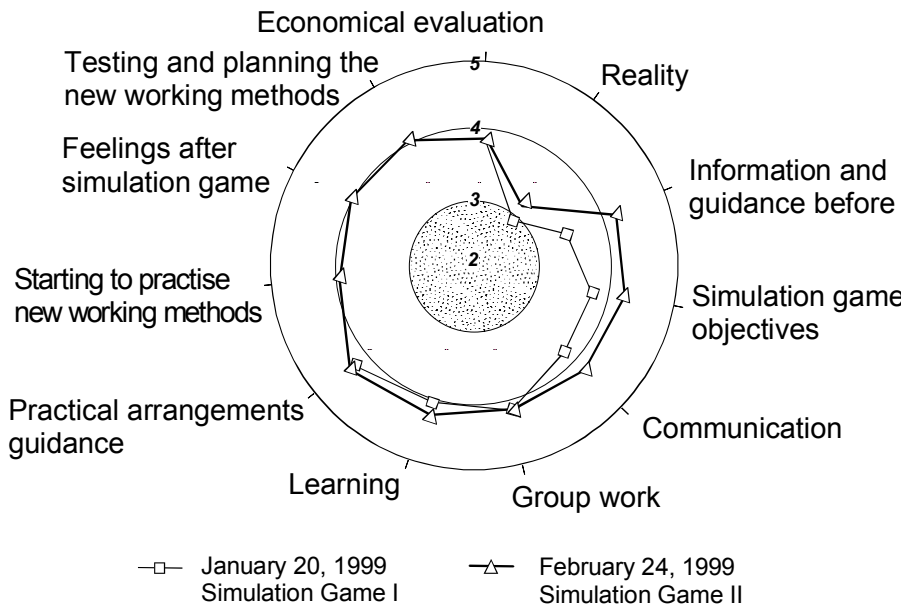 Economical evaluation
Testing and planning the
new working methods
5
Reality
4
Feelings after
simulation game
Information and
guidance before
3
2
Starting to practise
new working methods
Simulation game
objectives
Practical arrangements
guidance
Communication
Learning
Group work
January 20, 1999
Simulation Game I
February 24, 1999
Simulation Game II